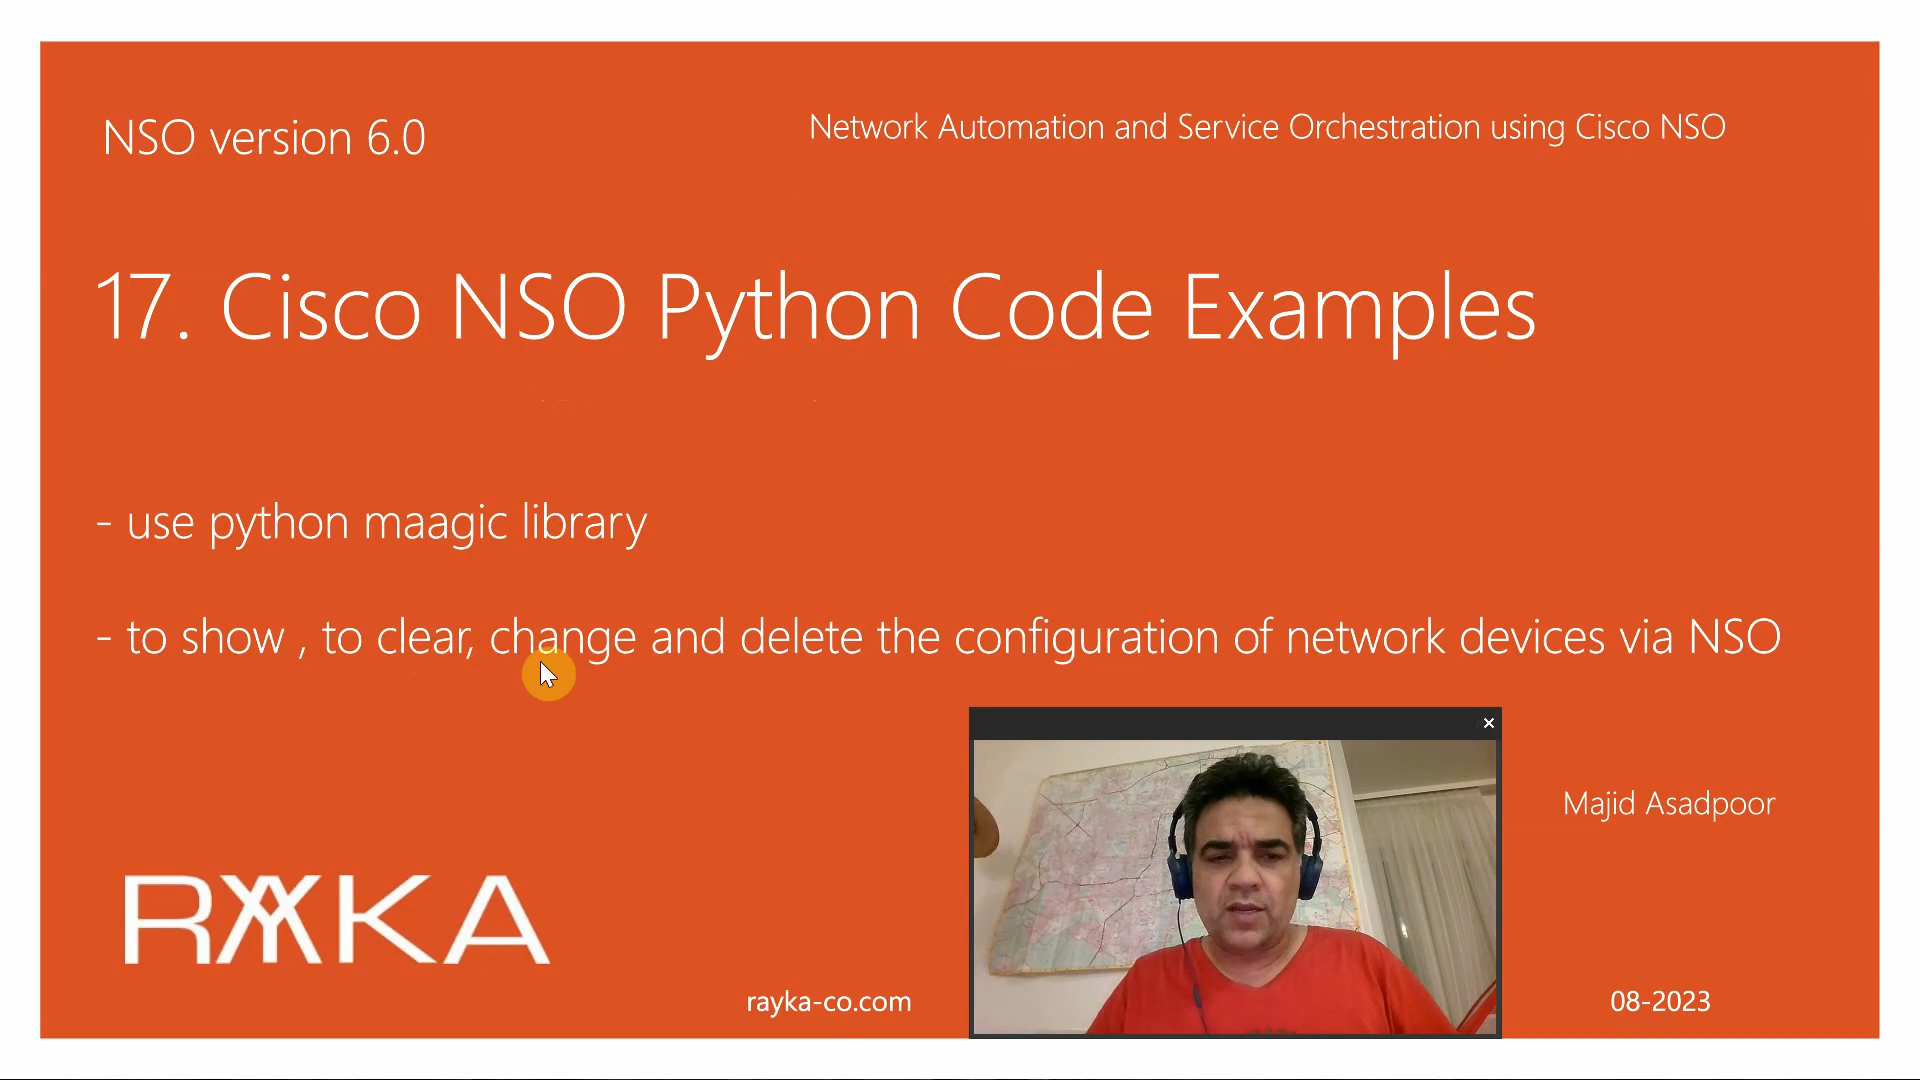 NSO version 6.0
Network Automation and Service Orchestration using Cisco NSO
17. Cisco NSO Python Code Examples
- use python maagic library
- to show , to clear, change and delete the configuration of network devices via NSO
Majid Asadpoor
RAYKA
rayka-co.com
08-2023